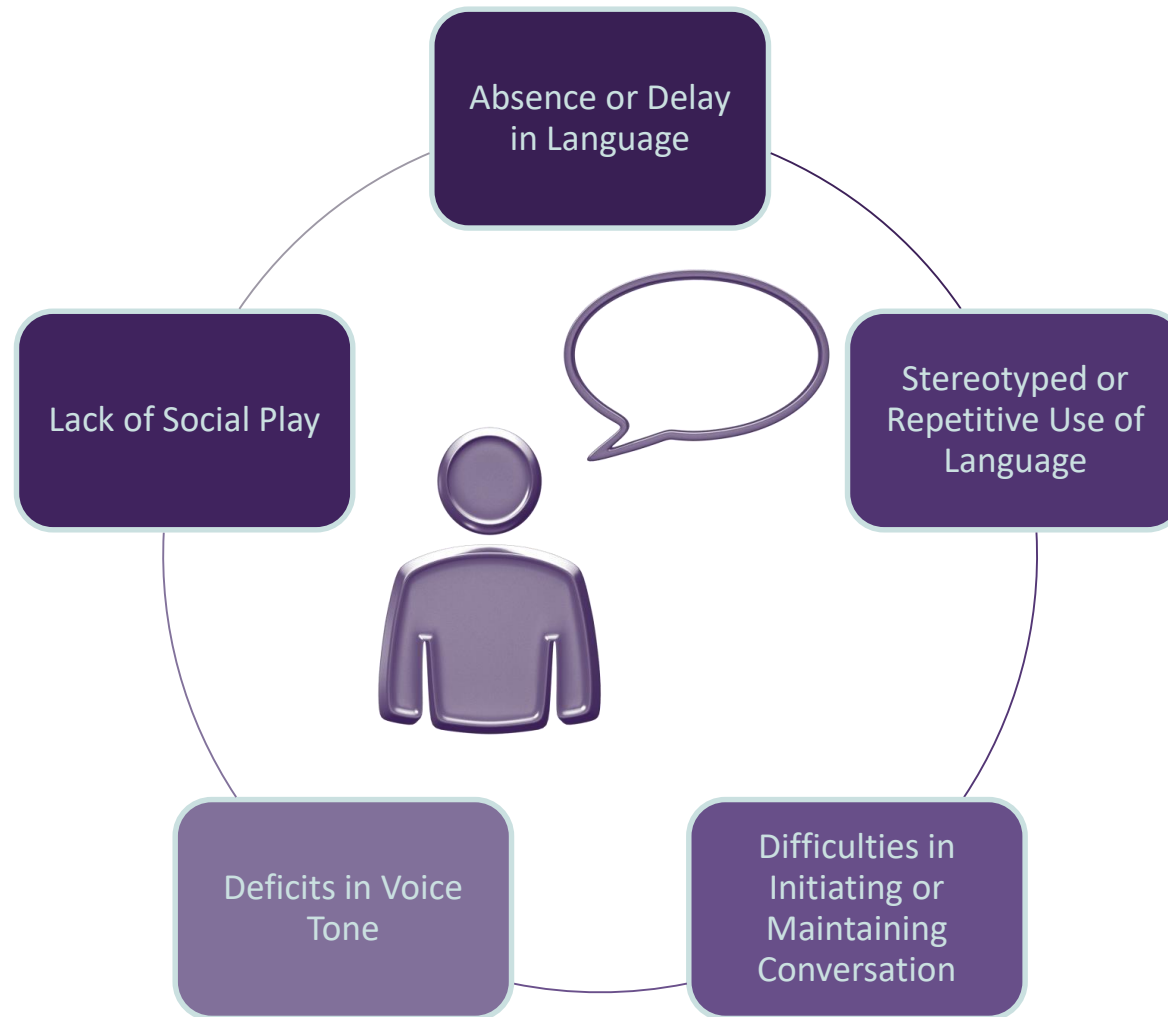 Absence or Delay
in Language
Stereotyped or
Repetitive Use of
Language
Difficulties in
Initiating or
Maintaining
Conversation
Deficits in Voice
Tone
Lack of Social Play